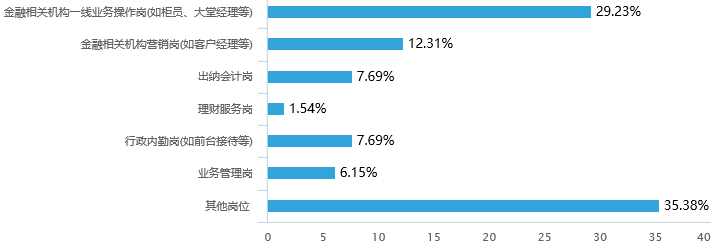 金融相关机构一线业务操作岗(如柜员、大堂经理等)
29.23%
金融相关机构营销岗(如客户经理等)
12.31%
出纳会计岗
7.69%
理财服务岗
1.54%
行政内勤岗(如前台接待等)
7.69%
业务管理岗
6.15%
其他岗位
35.38%
0 5 10 15 20 25 30 35 40